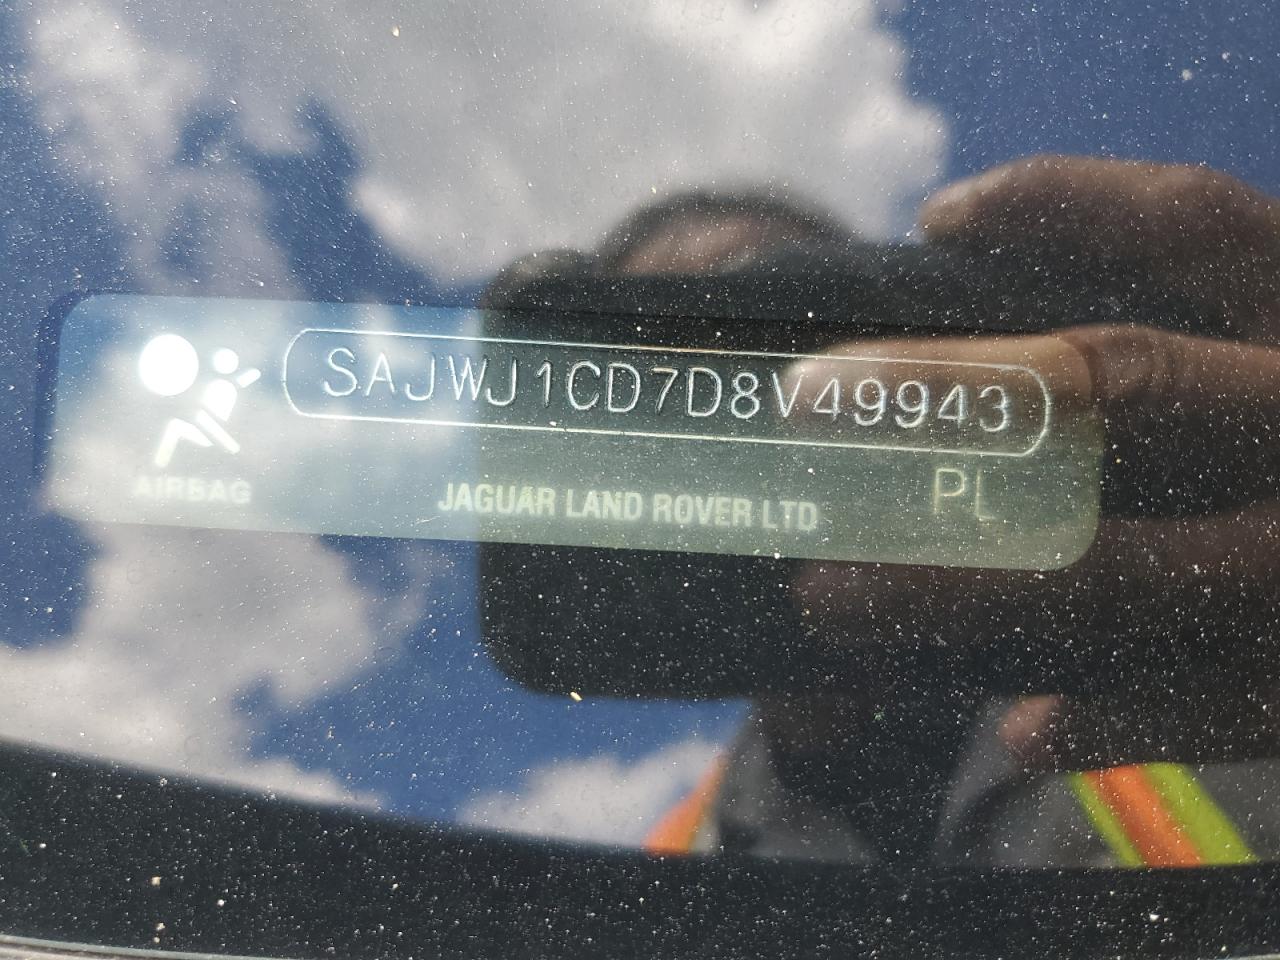 SAJWJ1CD7D8V49943
PL
AIRBAG
JAGUAR LAND ROVER LTD